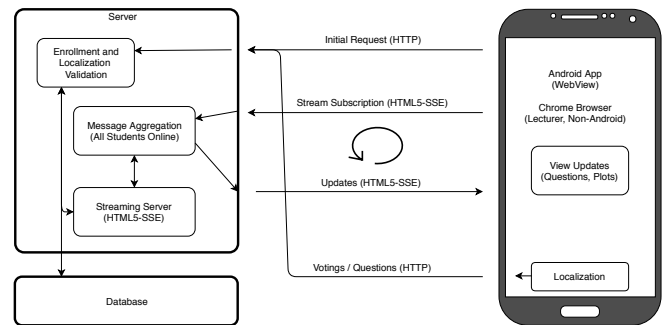 Server
Enrollment and
Localization
Validation
Message Aggregation
(All Students Online)
Streaming Server
(HTML5-SSE)
Database
Initial Request (HTTP)
Stream Subscription (HTML5-SSE)
Updates (HTML5-SSE)
Votings / Questions (HTTP)
Android App
(WebView)
Chrome Browser
(Lecturer, Non-Android)
View Updates
(Questions, Plots)
Localization